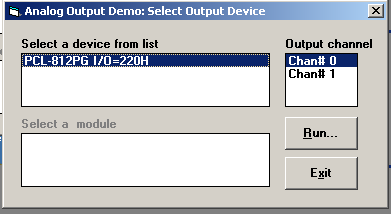 Analog Output Demo: Select Output Device
Select a device from list
PCL-812PG I/O=220H
Output channel
Chan# 0
Chan# 1
Select a module
Run...
Exit